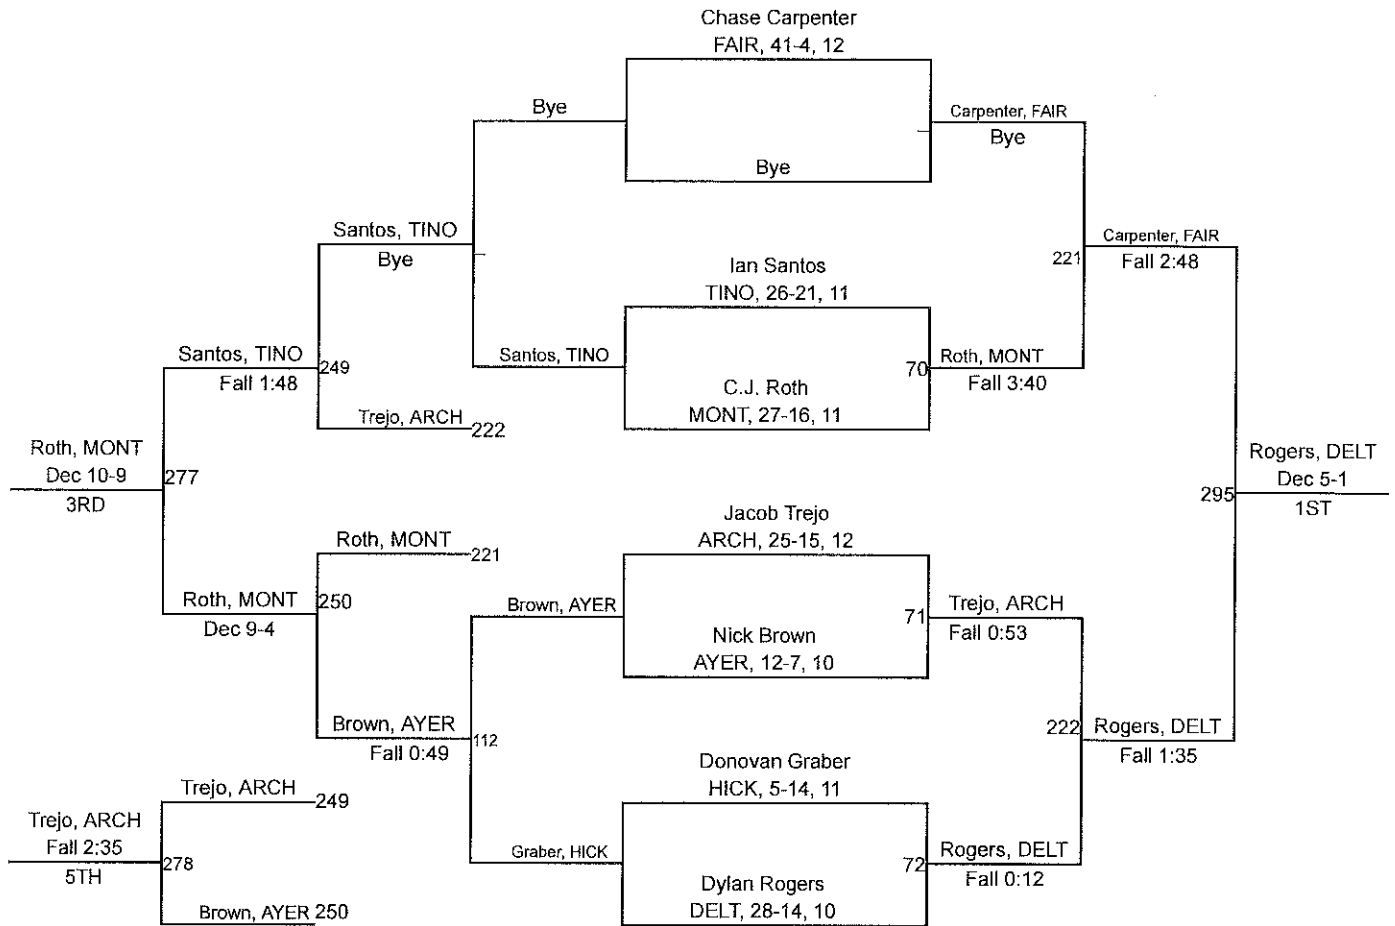 Chase Carpenter
FAIR, 41-4, 12
Bye
Carpenter, FAIR
Bye
Bye
Santos, TINO
Bye
Carpenter, FAIR
Fall 2:48
221
Ian Santos
TINO, 26-21, 11
Santos, TINO
Fall 1:48
249
Santos, TINO
70
Roth, MONT
Fall 3:40
C.J. Roth
MONT, 27-16, 11
Trejo, ARCH
222
Roth, MONT
Dec 10-9
3RD
277
Rogers, DELT
Dec 5-1
1ST
295
Jacob Trejo
ARCH, 25-15, 12
Roth, MONT
221
Roth, MONT
Dec 9-4
250
Brown, AYER
71
Trejo, ARCH
Fall 0:53
Nick Brown
AYER, 12-7, 10
Brown, AYER
Fall 0:49
112
222
Rogers, DELT
Fall 1:35
Donovan Graber
HICK, 5-14, 11
Trejo, ARCH
249
Trejo, ARCH
Fall 2:35
5TH
278
Graber, HICK
72
Rogers, DELT
Fall 0:12
Dylan Rogers
DELT, 28-14, 10
Brown, AYER
250